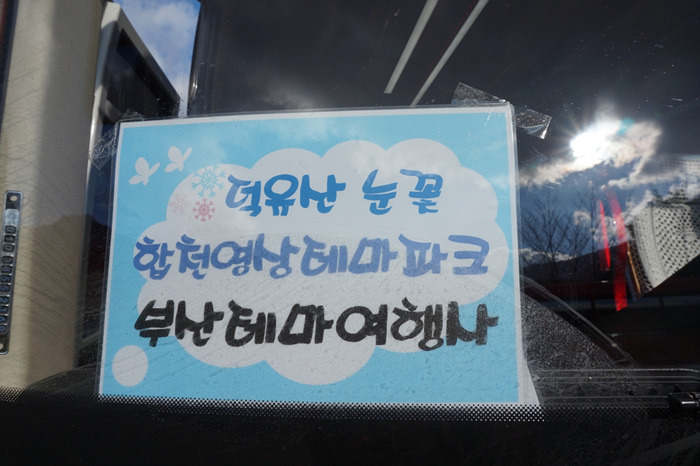 덕유산 눈꽃
합천영상테마파크
부산테마여행사